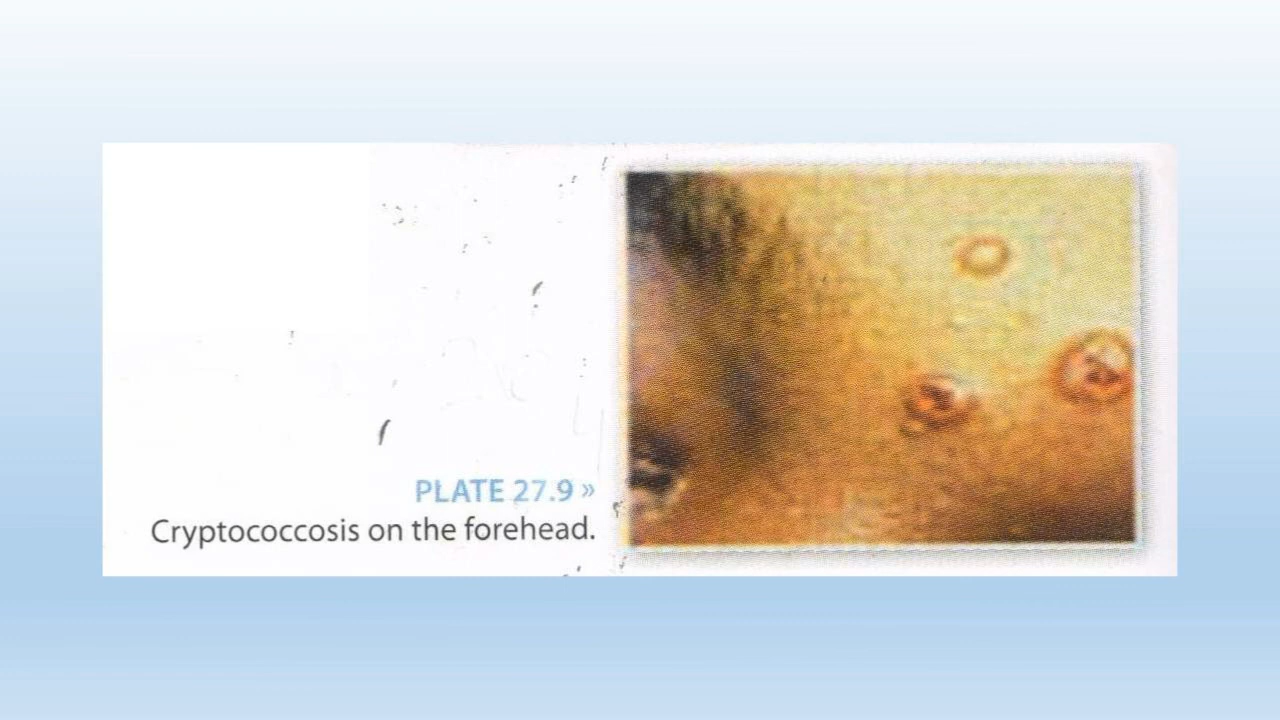 PLATE 27.9 »
Cryptococcosis on the forehead.